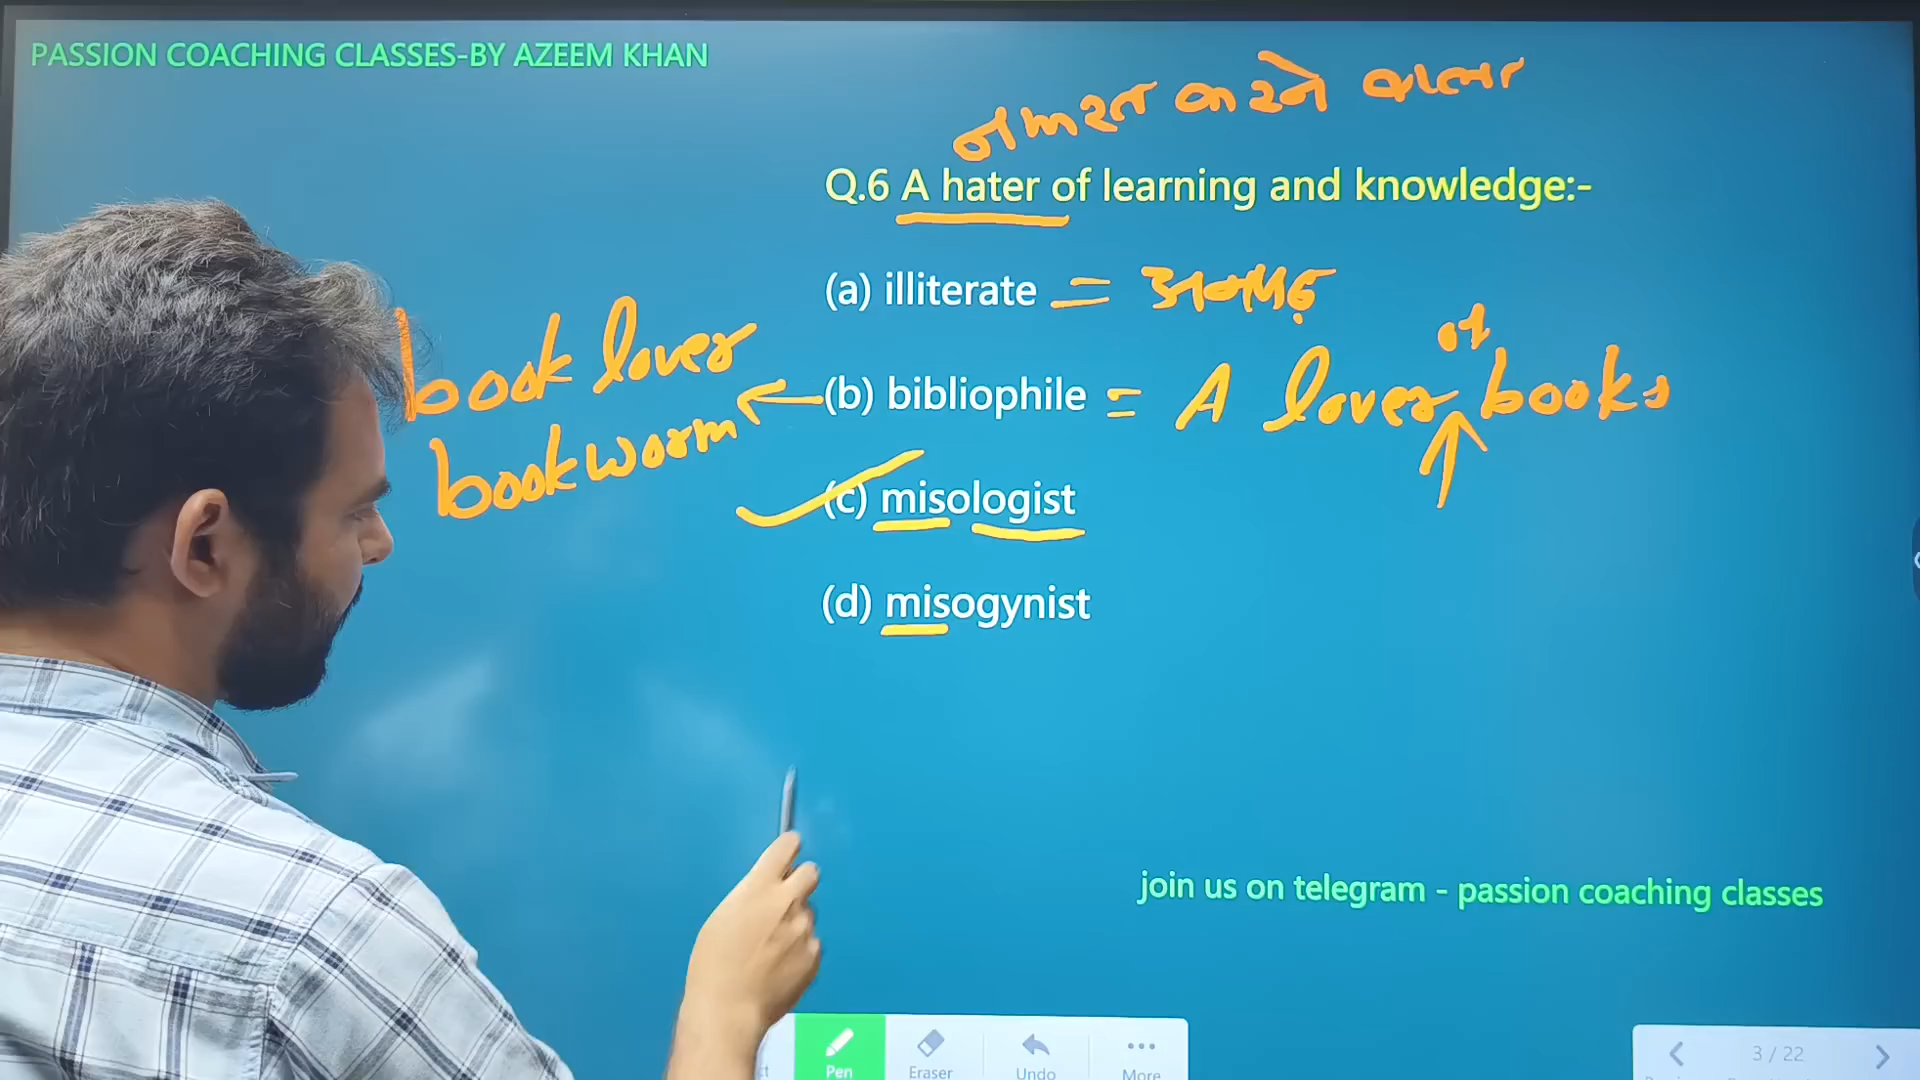 PASSION COACHING CLASSES-BY AZEEM KHAN
नफरत करने वाला
Q.6 A hater of learning and knowledge:-
(a) illiterate = अनपढ़
(b) bibliophile = A lover of books
book lover
bookworm
(c) misologist
(d) misogynist
join us on telegram - passion coaching classes
Pen
Eraser
Undo
More
3 / 22